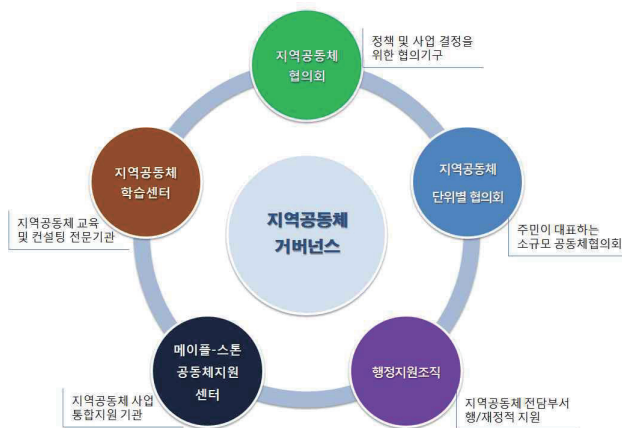 지역공동체
협의회
정책 및 사업 결정을
위한 협의기구
지역공동체
단위별 협의회
주민이 대표하는
소규모 공동체협의회
행정지원조직
지역공동체 전담부서
행/재정적 지원
메이플-스톤
공동체지원
센터
지역공동체 사업
통합지원 기관
지역공동체
학습센터
지역공동체 교육
및 컨설팅 전문기관
지역공동체
거버넌스